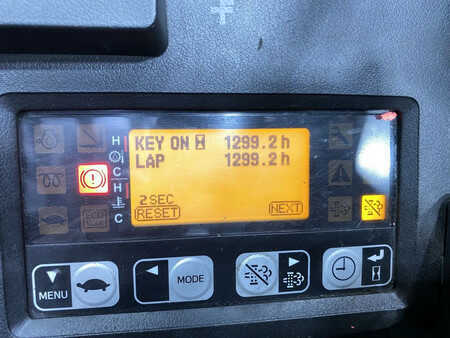 H KEY ON 1299.2 h
LAP 1299.2 h
C
H
2 SEC
RESET NEXT
C
MENU MODE